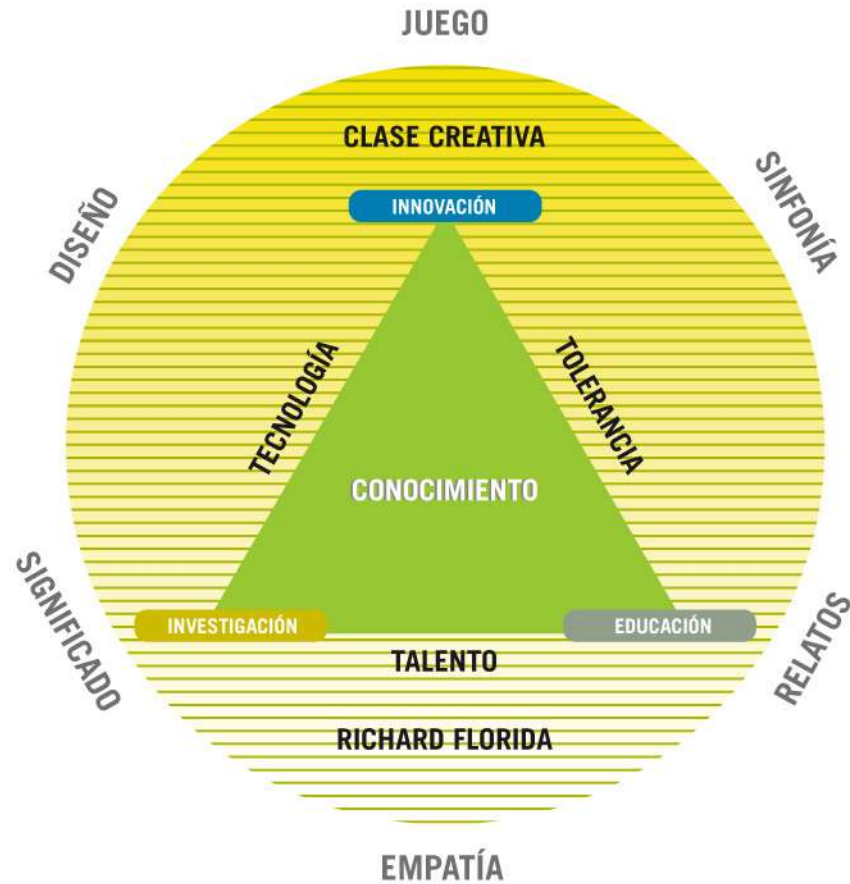 JUEGO
CLASE CREATIVA
INNOVACIÓN
DISEÑO
SINFONÍA
TECNOLOGÍA
TOLERANCIA
CONOCIMIENTO
SIGNIFICADO
INVESTIGACIÓN
EDUCACIÓN
RELATOS
TALENTO
RICHARD FLORIDA
EMPATÍA